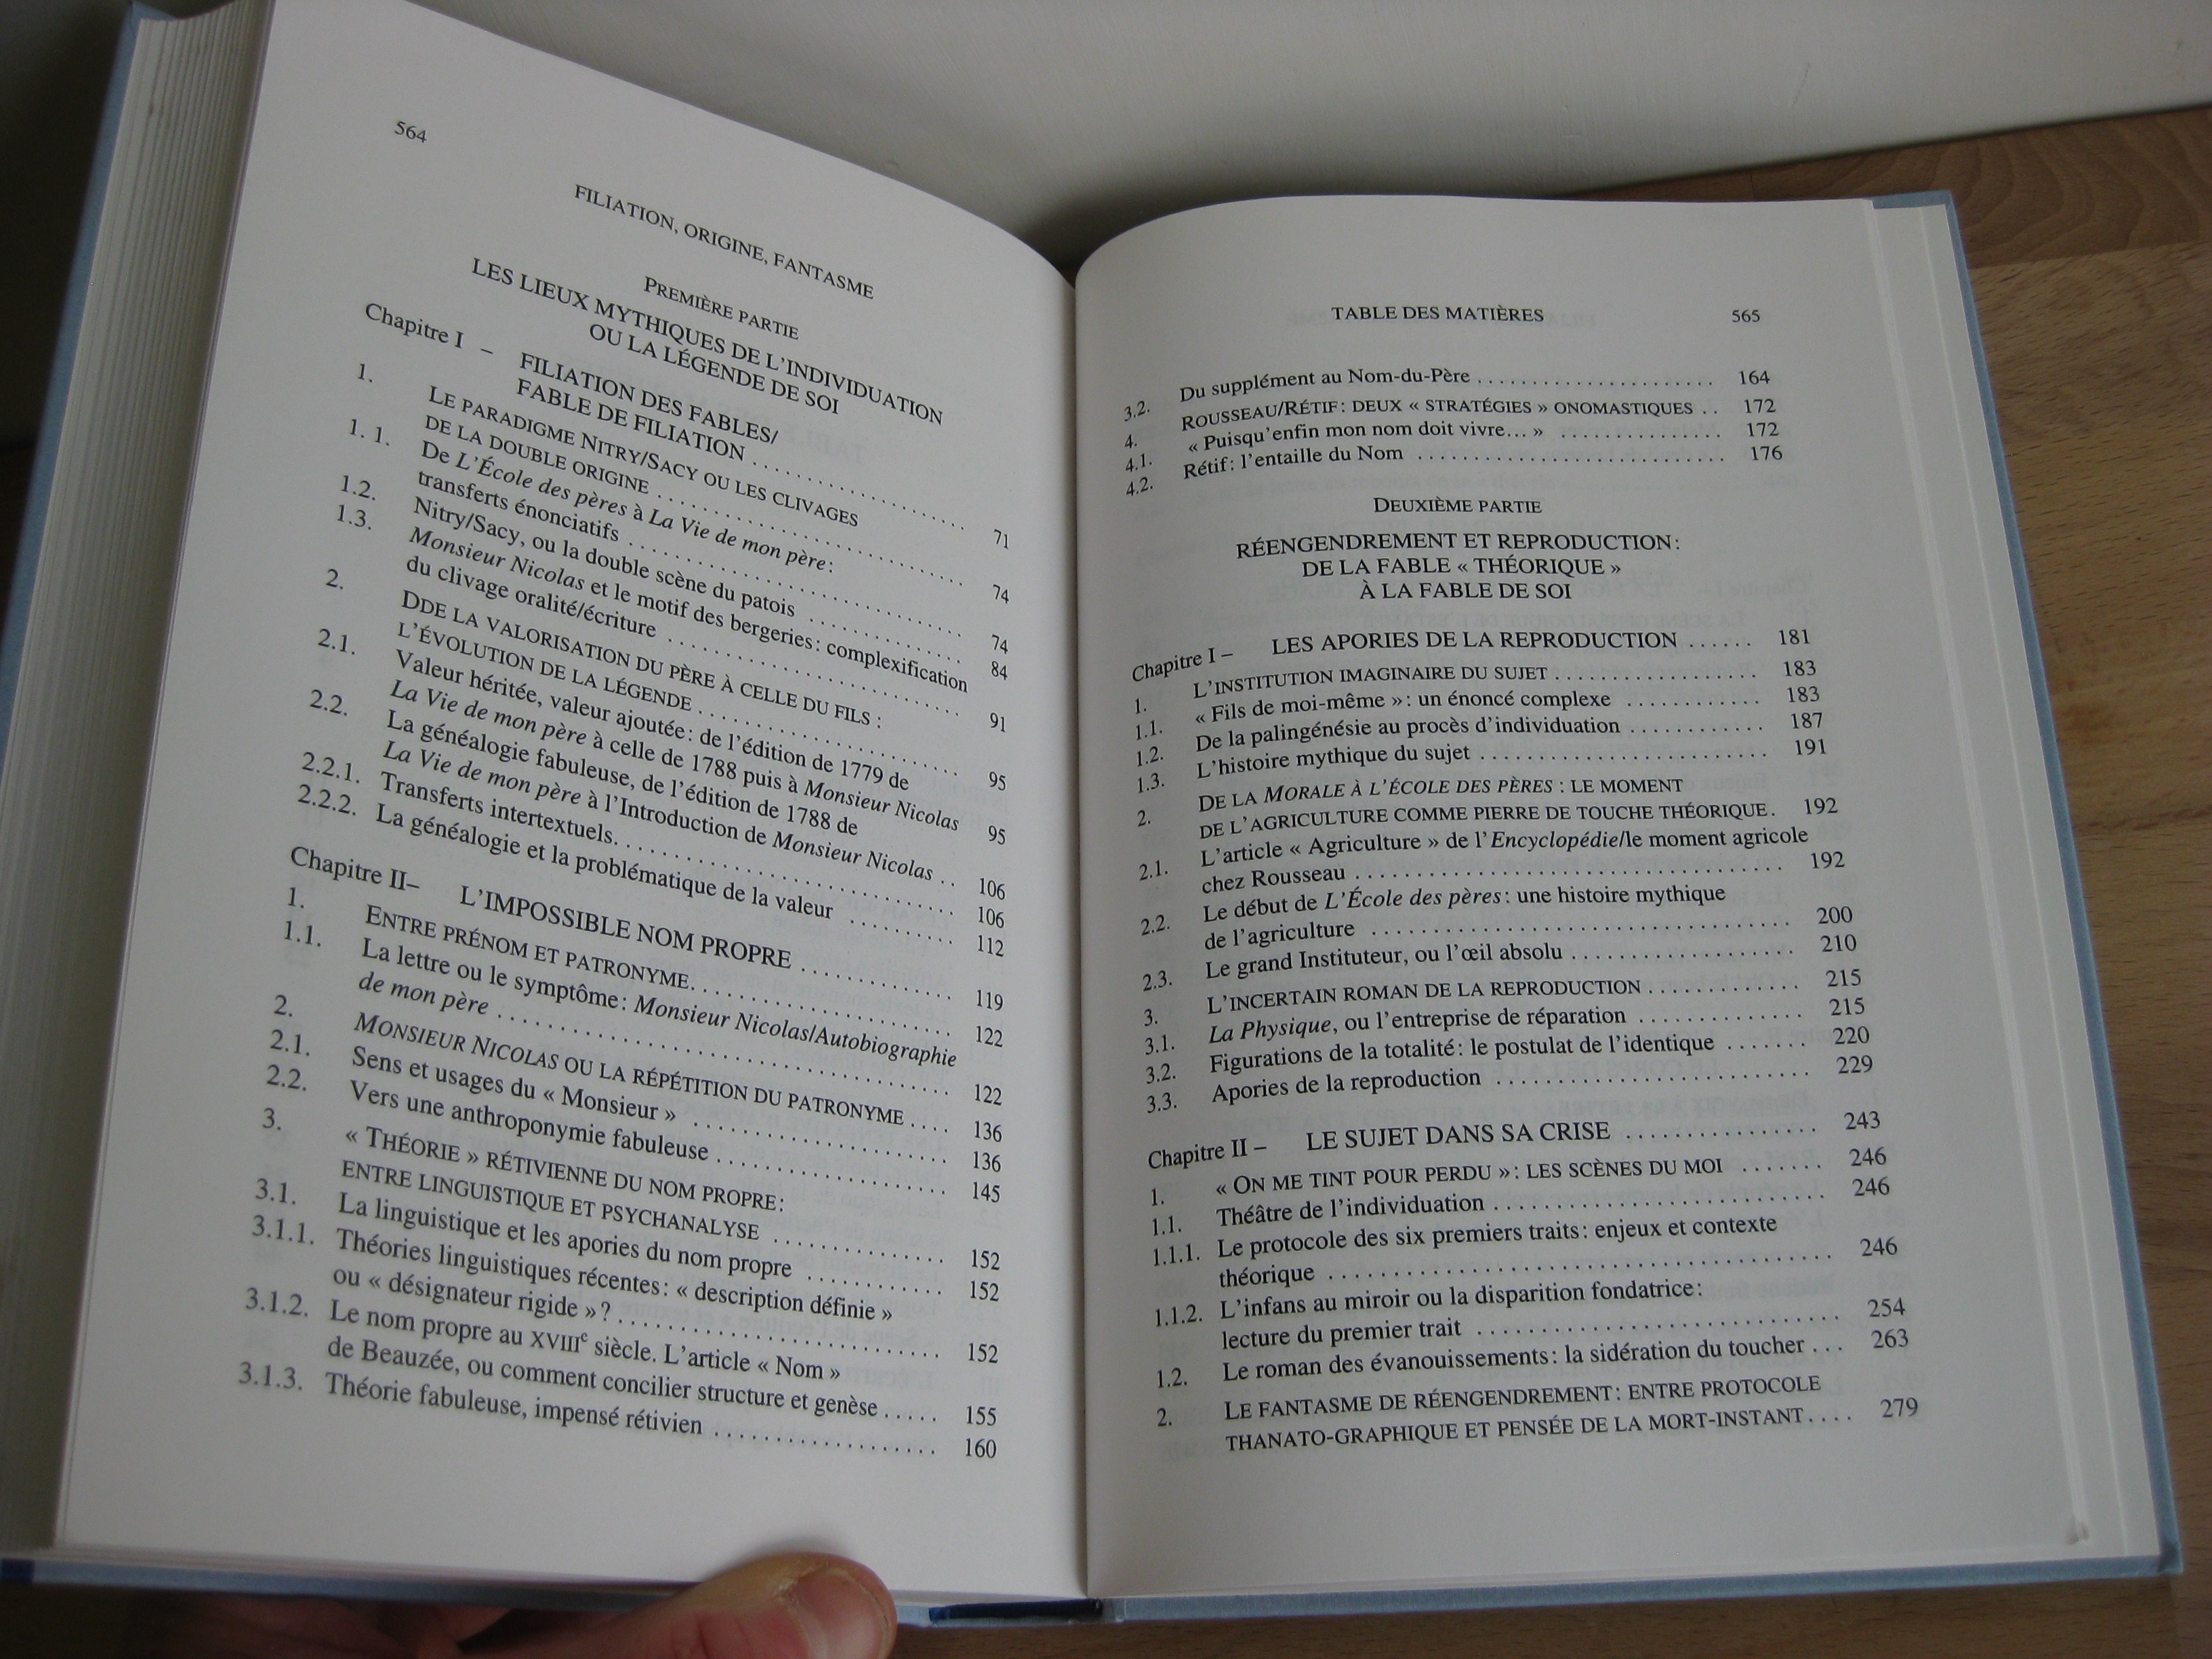 564
FILIATION, ORIGINE, FANTASME
PREMIÈRE PARTIE
LES LIEUX MYTHIQUES DE L'INDIVIDUATION
OU LA LÉGENDE DE SOI
Chapitre I – FILIATION DES FABLES/
FABLE DE FILIATION . . . . . . . . . . . . . . . . . . . 71
1. LE PARADIGME NITRY/SACY OU LES CLIVAGES
DE LA DOUBLE ORIGINE . . . . . . . . . . . . . . . . . . . 74
1. 1. De L'École des pères à La Vie de mon père :
transferts énonciatifs . . . . . . . . . . . . . . . . . . . 74
1.2. Nitry/Sacy, ou la double scène du patois . . . . . . . . . . 84
1.3. Monsieur Nicolas et le motif des bergeries : complexification
du clivage oralité/écriture . . . . . . . . . . . . . . . . . . . 91
2. DDE LA VALORISATION DU PÈRE À CELLE DU FILS :
L'ÉVOLUTION DE LA LÉGENDE . . . . . . . . . . . . . . . . . . . 95
2.1. Valeur héritée, valeur ajoutée : de l'édition de 1779 de
La Vie de mon père à celle de 1788 puis à Monsieur Nicolas 95
2.2. La généalogie fabuleuse, de l'édition de 1788 de
La Vie de mon père à l'Introduction de Monsieur Nicolas . . 106
2.2.1. Transferts intertextuels. . . . . . . . . . . . . . . . . . . 106
2.2.2. La généalogie et la problématique de la valeur . . . . . . . . 112
Chapitre II– L'IMPOSSIBLE NOM PROPRE . . . . . . . . . . . 119
1. ENTRE PRÉNOM ET PATRONYME. . . . . . . . . . . . . . . . . . . 122
1.1. La lettre ou le symptôme : Monsieur Nicolas/Autobiographie
de mon père . . . . . . . . . . . . . . . . . . . 122
2. MONSIEUR NICOLAS OU LA RÉPÉTITION DU PATRONYME . . . . 136
2.1. Sens et usages du « Monsieur » . . . . . . . . . . . . . . . . . . . 136
2.2. Vers une anthroponymie fabuleuse . . . . . . . . . . . . . . . . . 145
3. « THÉORIE » RÉTIVIENNE DU NOM PROPRE :
ENTRE LINGUISTIQUE ET PSYCHANALYSE . . . . . . . . . . . . . 152
3.1. La linguistique et les apories du nom propre . . . . . . . . . . 152
3.1.1. Théories linguistiques récentes : « description définie »
ou « désignateur rigide » ? . . . . . . . . . . . . . . . . . . . 152
3.1.2. Le nom propre au XVIIIe siècle. L'article « Nom »
de Beauzée, ou comment concilier structure et genèse . . . . . 155
3.1.3. Théorie fabuleuse, impensé rétivien . . . . . . . . . . . . . . . . . . . 160
TABLE DES MATIÈRES 565
3.2. Du supplément au Nom-du-Père . . . . . . . . . . . . . . . . . . . 164
4. ROUSSEAU/RÉTIF : DEUX « STRATÉGIES » ONOMASTIQUES . . 172
4.1. « Puisqu'enfin mon nom doit vivre... » . . . . . . . . . . . . . . . 172
4.2. Rétif : l'entaille du Nom . . . . . . . . . . . . . . . . . . . 176
DEUXIÈME PARTIE
RÉENGENDREMENT ET REPRODUCTION :
DE LA FABLE « THÉORIQUE »
À LA FABLE DE SOI
Chapitre I – LES APORIES DE LA REPRODUCTION . . . . . . 181
1. L'INSTITUTION IMAGINAIRE DU SUJET . . . . . . . . . . . . . . . . . . . 183
1.1. « Fils de moi-même » : un énoncé complexe . . . . . . . . . . . . 183
1.2. De la palingénésie au procès d'individuation . . . . . . . . . . . . 187
1.3. L'histoire mythique du sujet . . . . . . . . . . . . . . . . . . . 191
2. DE LA MORALE À L'ÉCOLE DES PÈRES : LE MOMENT
DE L'AGRICULTURE COMME PIERRE DE TOUCHE THÉORIQUE . 192
2.1. L'article « Agriculture » de l'Encyclopédie/le moment agricole
chez Rousseau . . . . . . . . . . . . . . . . . . . 192
2.2. Le début de L'École des pères : une histoire mythique
de l'agriculture . . . . . . . . . . . . . . . . . . . 200
2.3. Le grand Instituteur, ou l'œil absolu . . . . . . . . . . . . . . . . . . . 210
3. L'INCERTAIN ROMAN DE LA REPRODUCTION . . . . . . . . . . . . . 215
3.1. La Physique, ou l'entreprise de réparation . . . . . . . . . . . . . . 215
3.2. Figurations de la totalité : le postulat de l'identique . . . . . . . 220
3.3. Apories de la reproduction . . . . . . . . . . . . . . . . . . . 229
Chapitre II – LE SUJET DANS SA CRISE . . . . . . . . . . . . . . . 243
1. « ON ME TINT POUR PERDU » : LES SCÈNES DU MOI . . . . . . . 246
1.1. Théâtre de l'individuation . . . . . . . . . . . . . . . . . . . 246
1.1.1. Le protocole des six premiers traits : enjeux et contexte
théorique . . . . . . . . . . . . . . . . . . . 246
1.1.2. L'infans au miroir ou la disparition fondatrice :
lecture du premier trait . . . . . . . . . . . . . . . . . . . 254
1.2. Le roman des évanouissements : la sidération du toucher . . . 263
2. LE FANTASME DE RÉENGENDREMENT : ENTRE PROTOCOLE
THANATO-GRAPHIQUE ET PENSÉE DE LA MORT-INSTANT . . . . 279